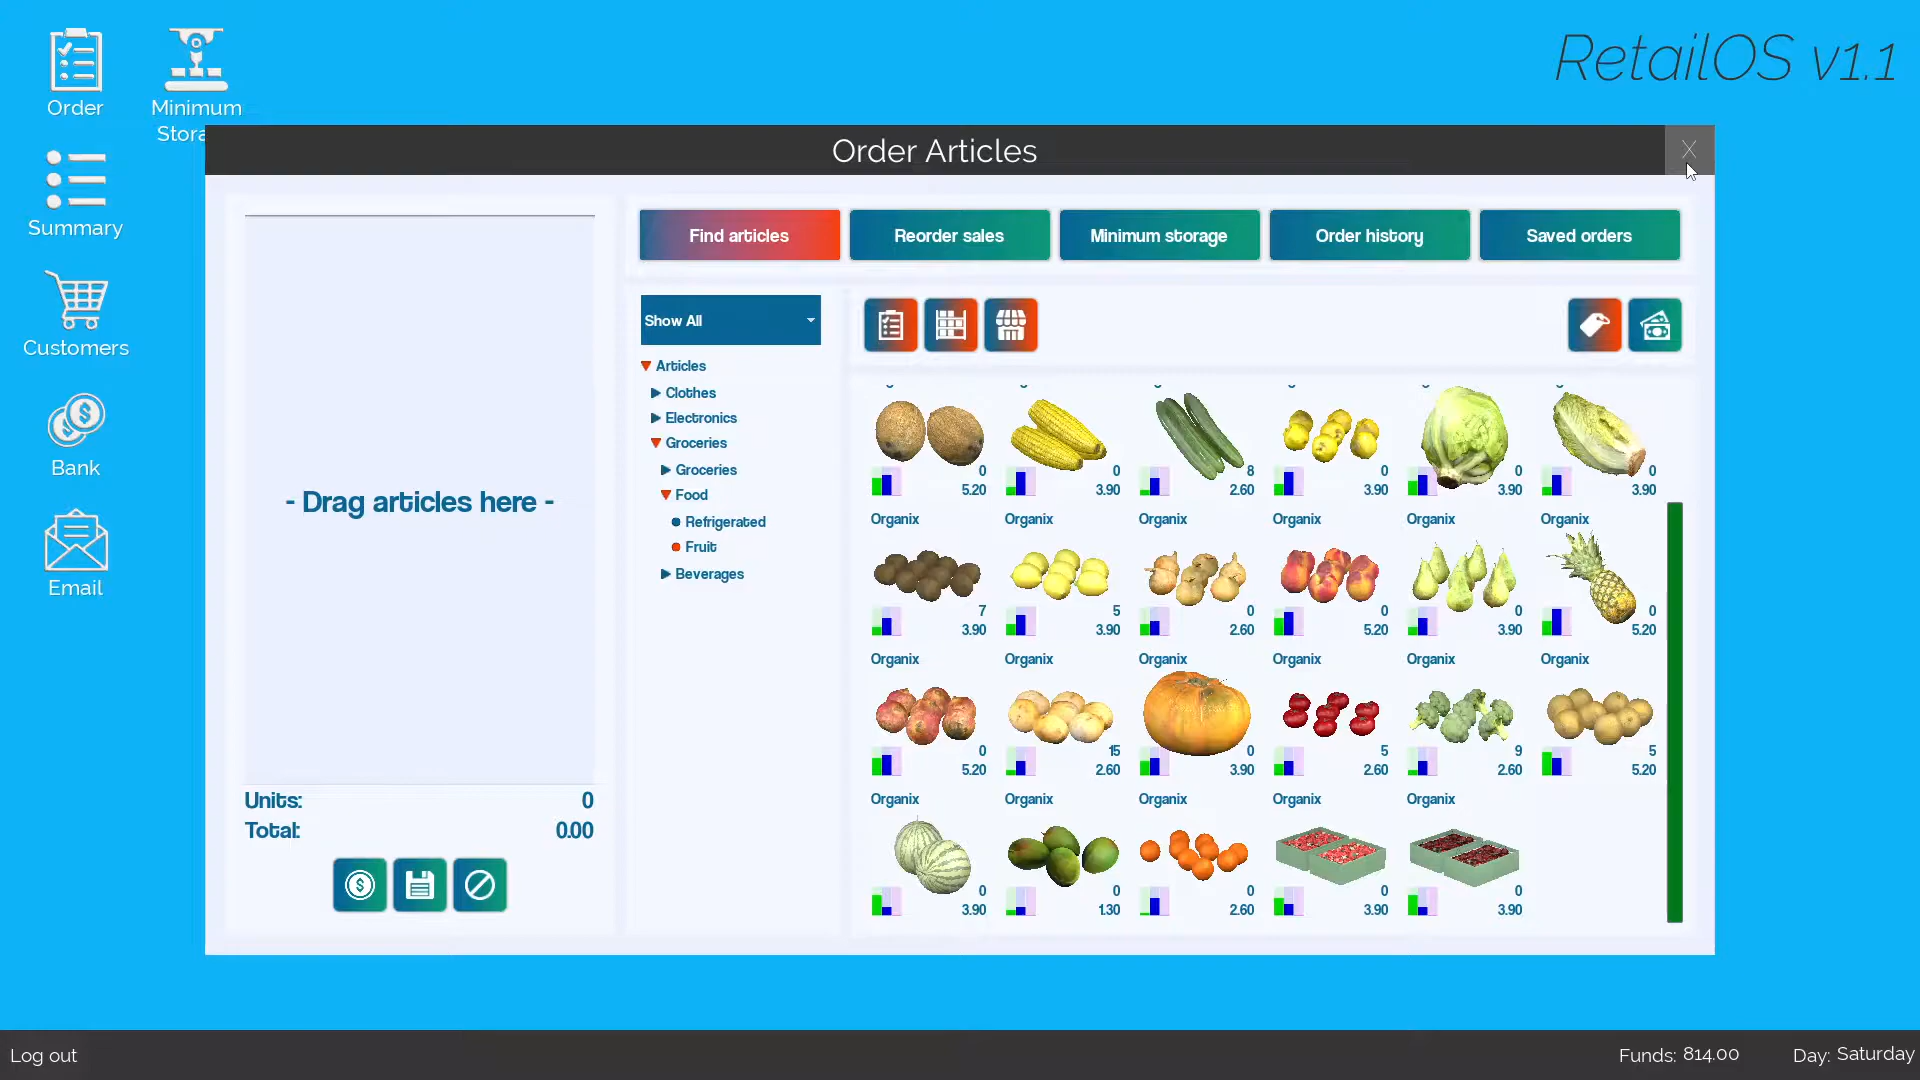 RetailOS v1.1
Order
Minimum
Stora
Summary
Customers
Bank
Email
Order Articles
X
Find articles
Reorder sales
Minimum storage
Order history
Saved orders
- Drag articles here -
Units: 0
Total: 0.00
Show All
Articles
Clothes
Electronics
Groceries
Groceries
Food
Refrigerated
Fruit
Beverages
0 0 8 0 0 0
5.20 3.90 2.60 3.90 3.90 3.90
Organix Organix Organix Organix Organix Organix
7 5 0 0 0 0
3.90 3.90 2.60 5.20 3.90 5.20
Organix Organix Organix Organix Organix Organix
0 15 0 5 9 5
5.20 2.60 3.90 2.60 2.60 5.20
Organix Organix Organix Organix Organix
0 0 0 0 0
3.90 1.30 2.60 3.90 3.90
Log out
Funds: 814.00
Day: Saturday